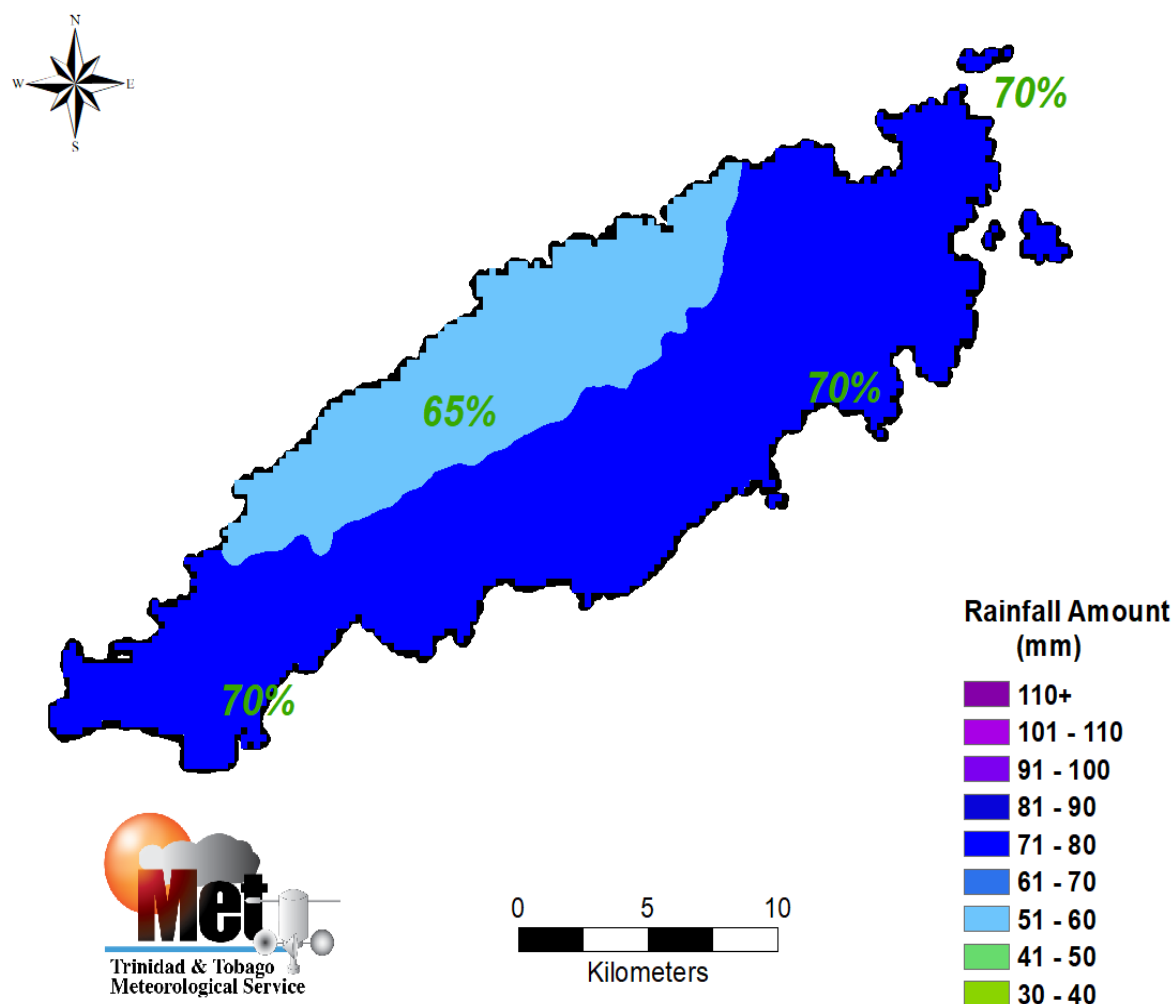 N
W E
S
70%
65%
70%
70%
Rainfall Amount
(mm)
110+
101 - 110
91 - 100
81 - 90
71 - 80
61 - 70
51 - 60
41 - 50
30 - 40
Met
Trinidad & Tobago
Meteorological Service
0 5 10
Kilometers